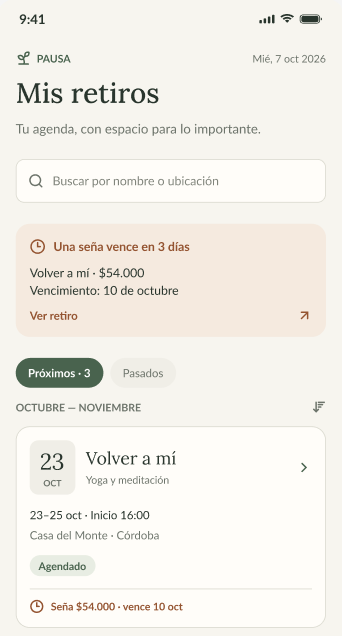 9:41
PAUSA
Mié, 7 oct 2026
Mis retiros
Tu agenda, con espacio para lo importante.
Buscar por nombre o ubicación
Una seña vence en 3 días
Volver a mí · $54.000
Vencimiento: 10 de octubre
Ver retiro
Próximos · 3
Pasados
OCTUBRE — NOVIEMBRE
23
OCT
Volver a mí
Yoga y meditación
23–25 oct · Inicio 16:00
Casa del Monte · Córdoba
Agendado
Seña $54.000 · vence 10 oct